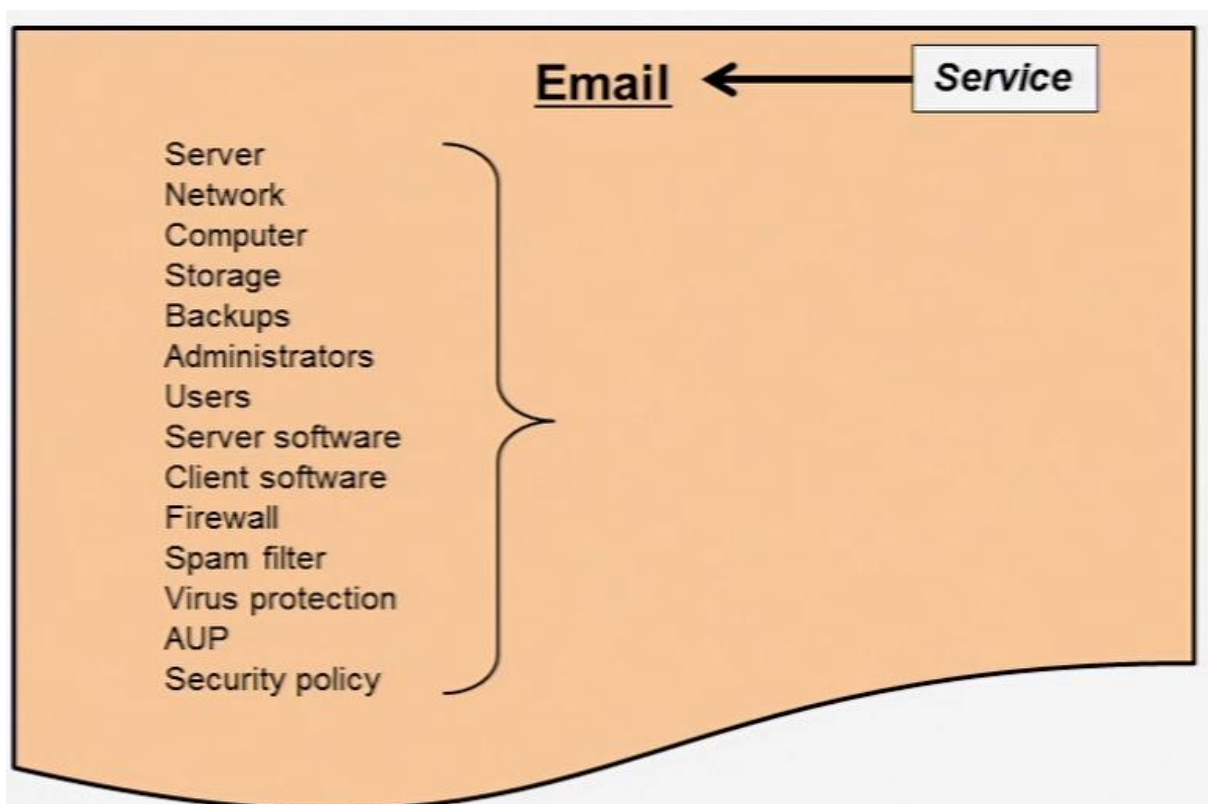 Email
Service
Server
Network
Computer
Storage
Backups
Administrators
Users
Server software
Client software
Firewall
Spam filter
Virus protection
AUP
Security policy